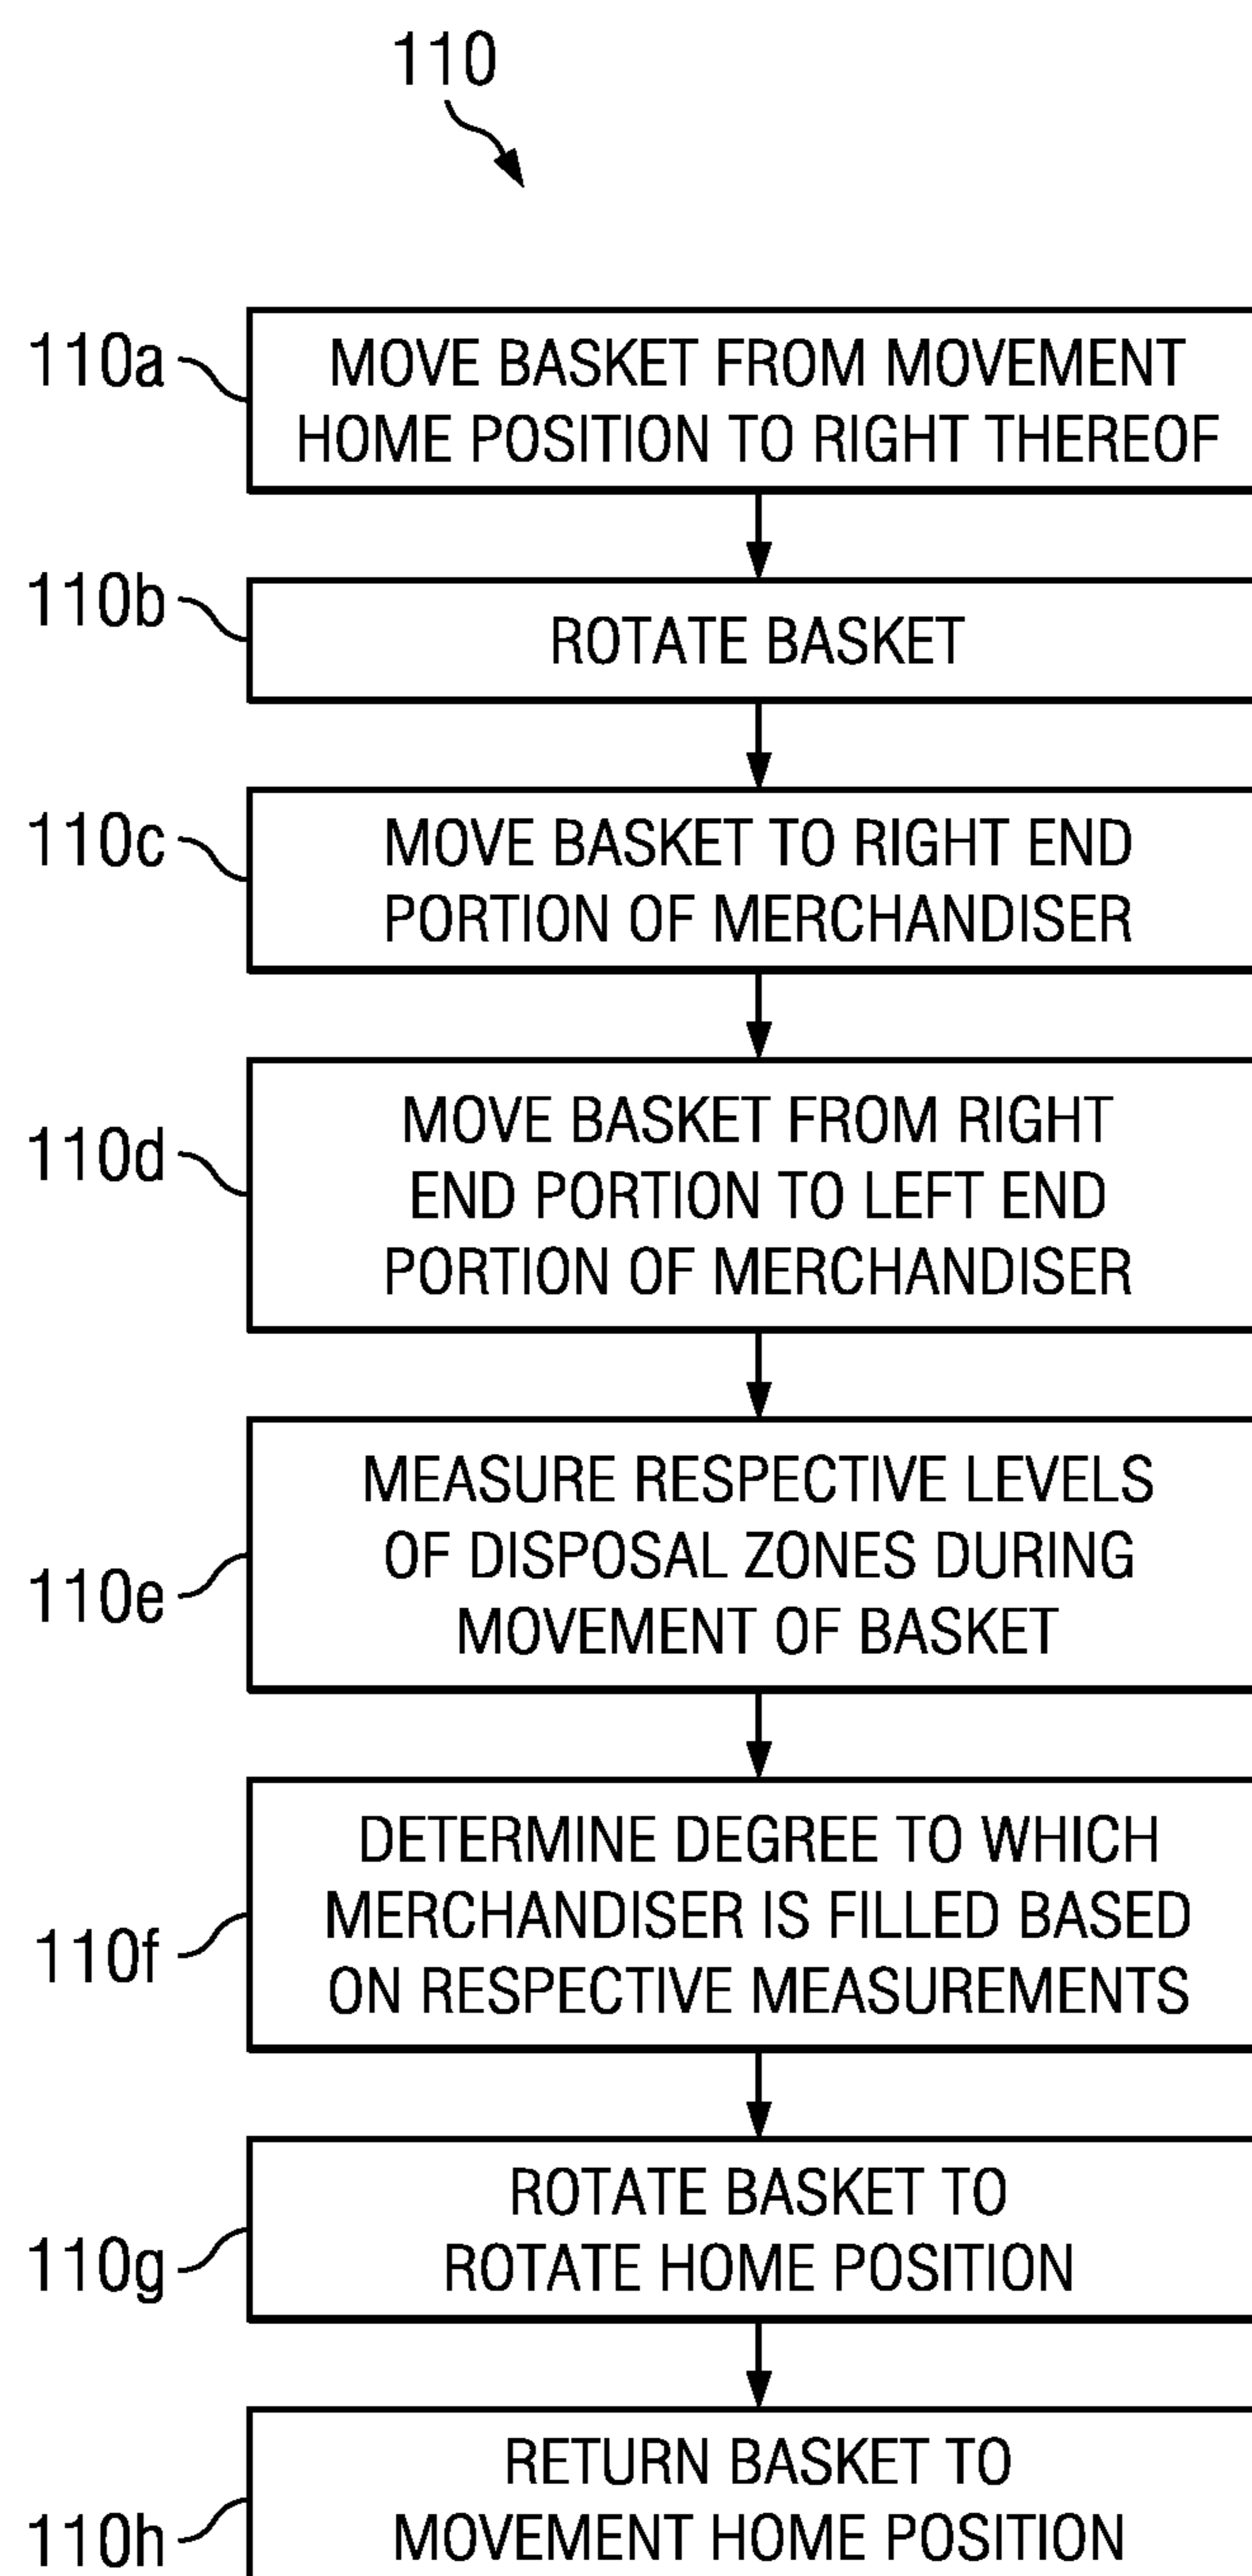 110
110a
MOVE BASKET FROM MOVEMENT
HOME POSITION TO RIGHT THEREOF
110b
ROTATE BASKET
110c
MOVE BASKET TO RIGHT END
PORTION OF MERCHANDISER
110d
MOVE BASKET FROM RIGHT
END PORTION TO LEFT END
PORTION OF MERCHANDISER
110e
MEASURE RESPECTIVE LEVELS
OF DISPOSAL ZONES DURING
MOVEMENT OF BASKET
110f
DETERMINE DEGREE TO WHICH
MERCHANDISER IS FILLED BASED
ON RESPECTIVE MEASUREMENTS
110g
ROTATE BASKET TO
ROTATE HOME POSITION
110h
RETURN BASKET TO
MOVEMENT HOME POSITION